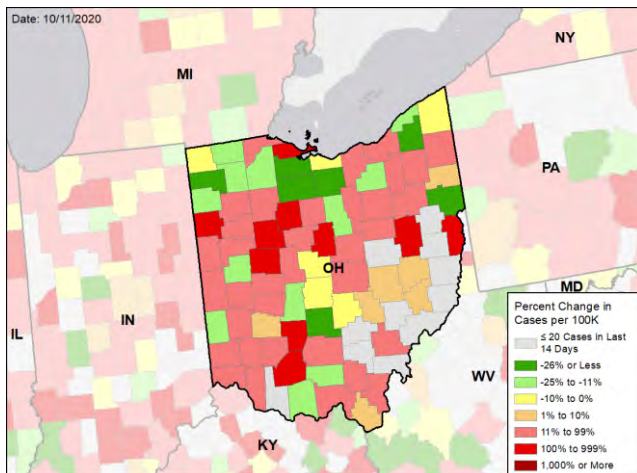 Date: 10/11/2020
NY
MI
PA
OH
IL
IN
MD
WV
KY
Percent Change in
Cases per 100K
≤ 20 Cases in Last
14 Days
-26% or Less
-25% to -11%
-10% to 0%
1% to 10%
11% to 99%
100% to 999%
1,000% or More